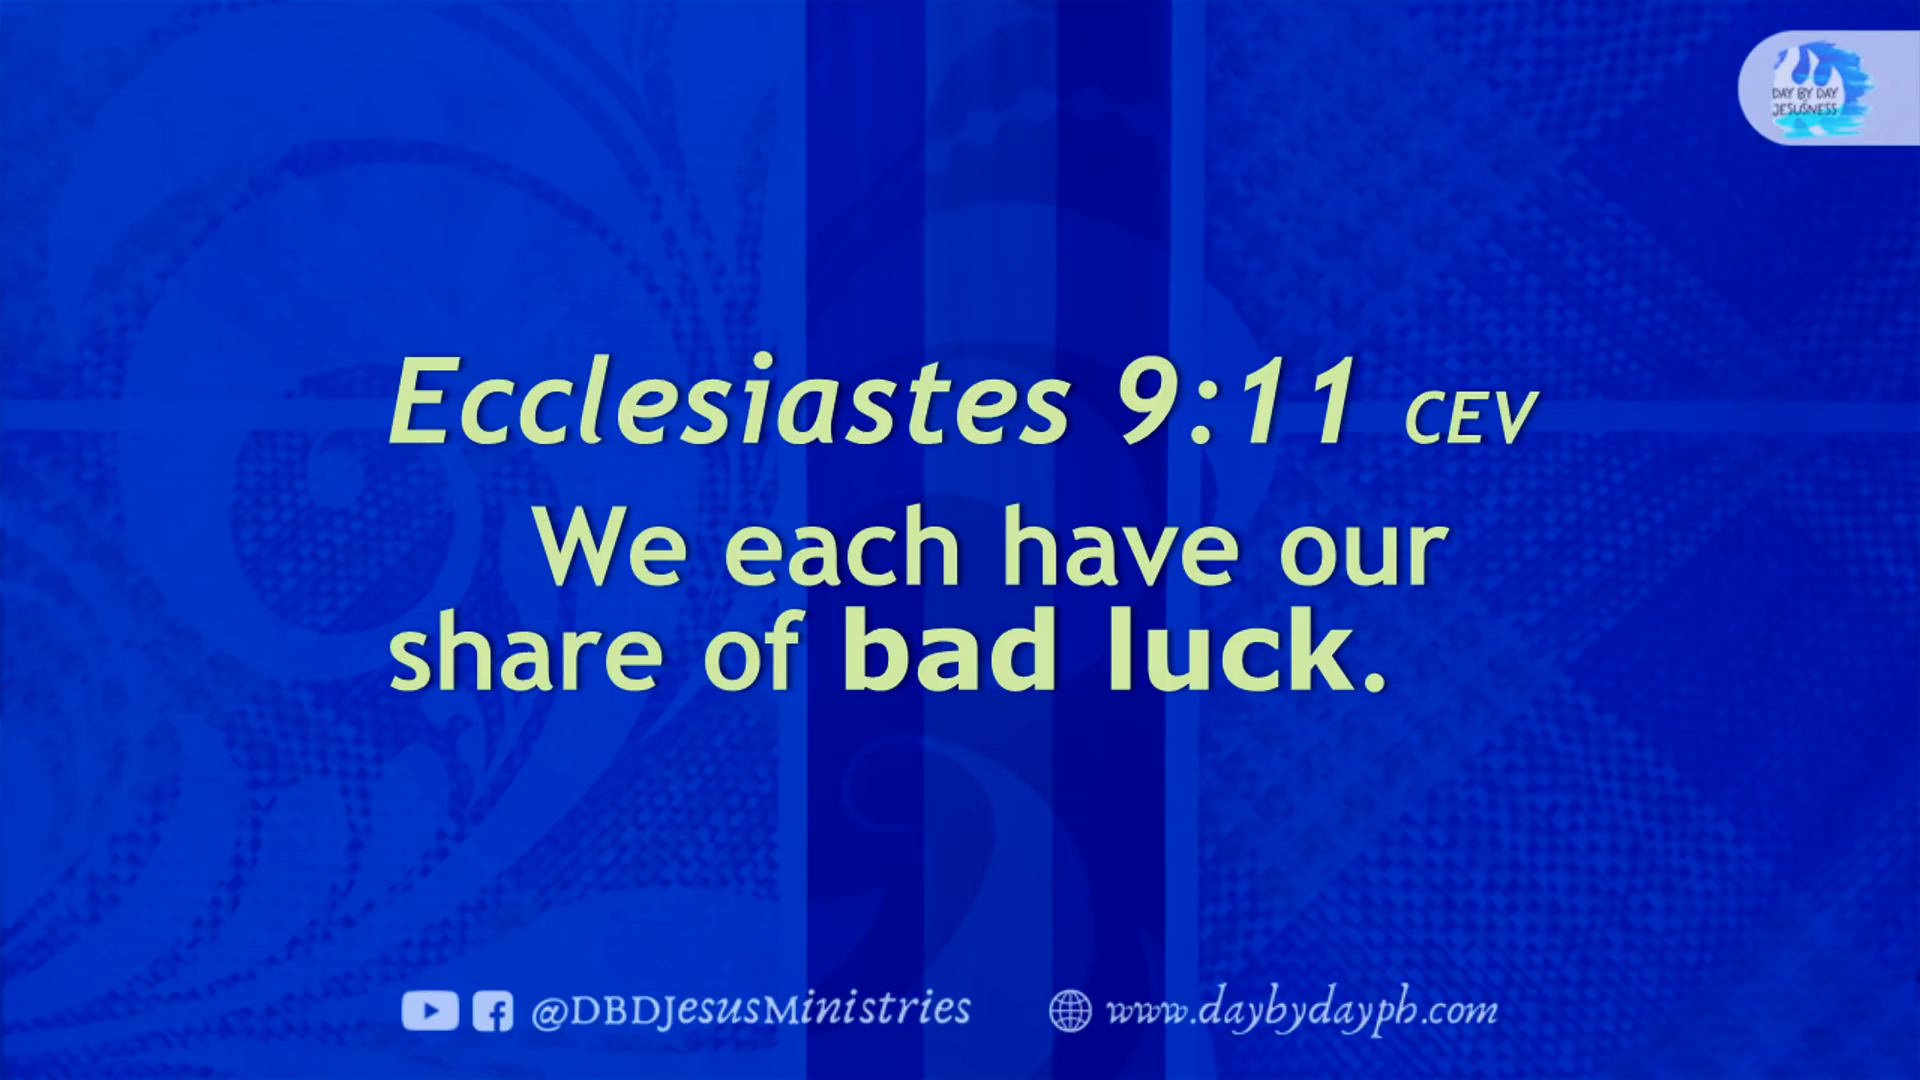 DAY BY DAY
JESUSNESS
Ecclesiastes 9:11 CEV
We each have our
share of bad luck.
@DBDJesusMinistries www.daybydayph.com